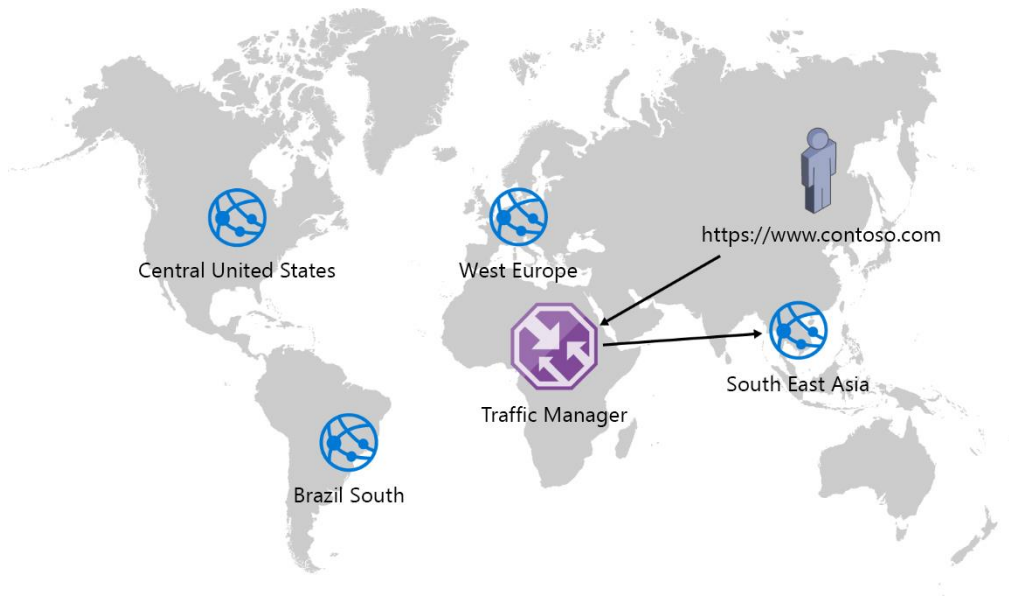 https://www.contoso.com
Central United States
West Europe
South East Asia
Traffic Manager
Brazil South